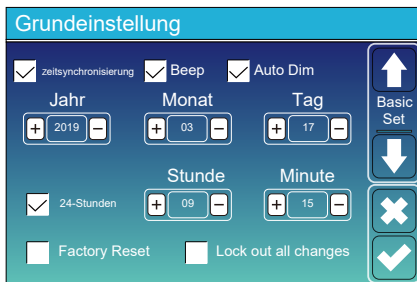 Grundeinstellung
zeitsynchronisierung Beep Auto Dim
Jahr Monat Tag
+ 2019 − + 03 − + 17 −
Basic
Set
Stunde Minute
24-Stunden + 09 − + 15 −
Factory Reset Lock out all changes